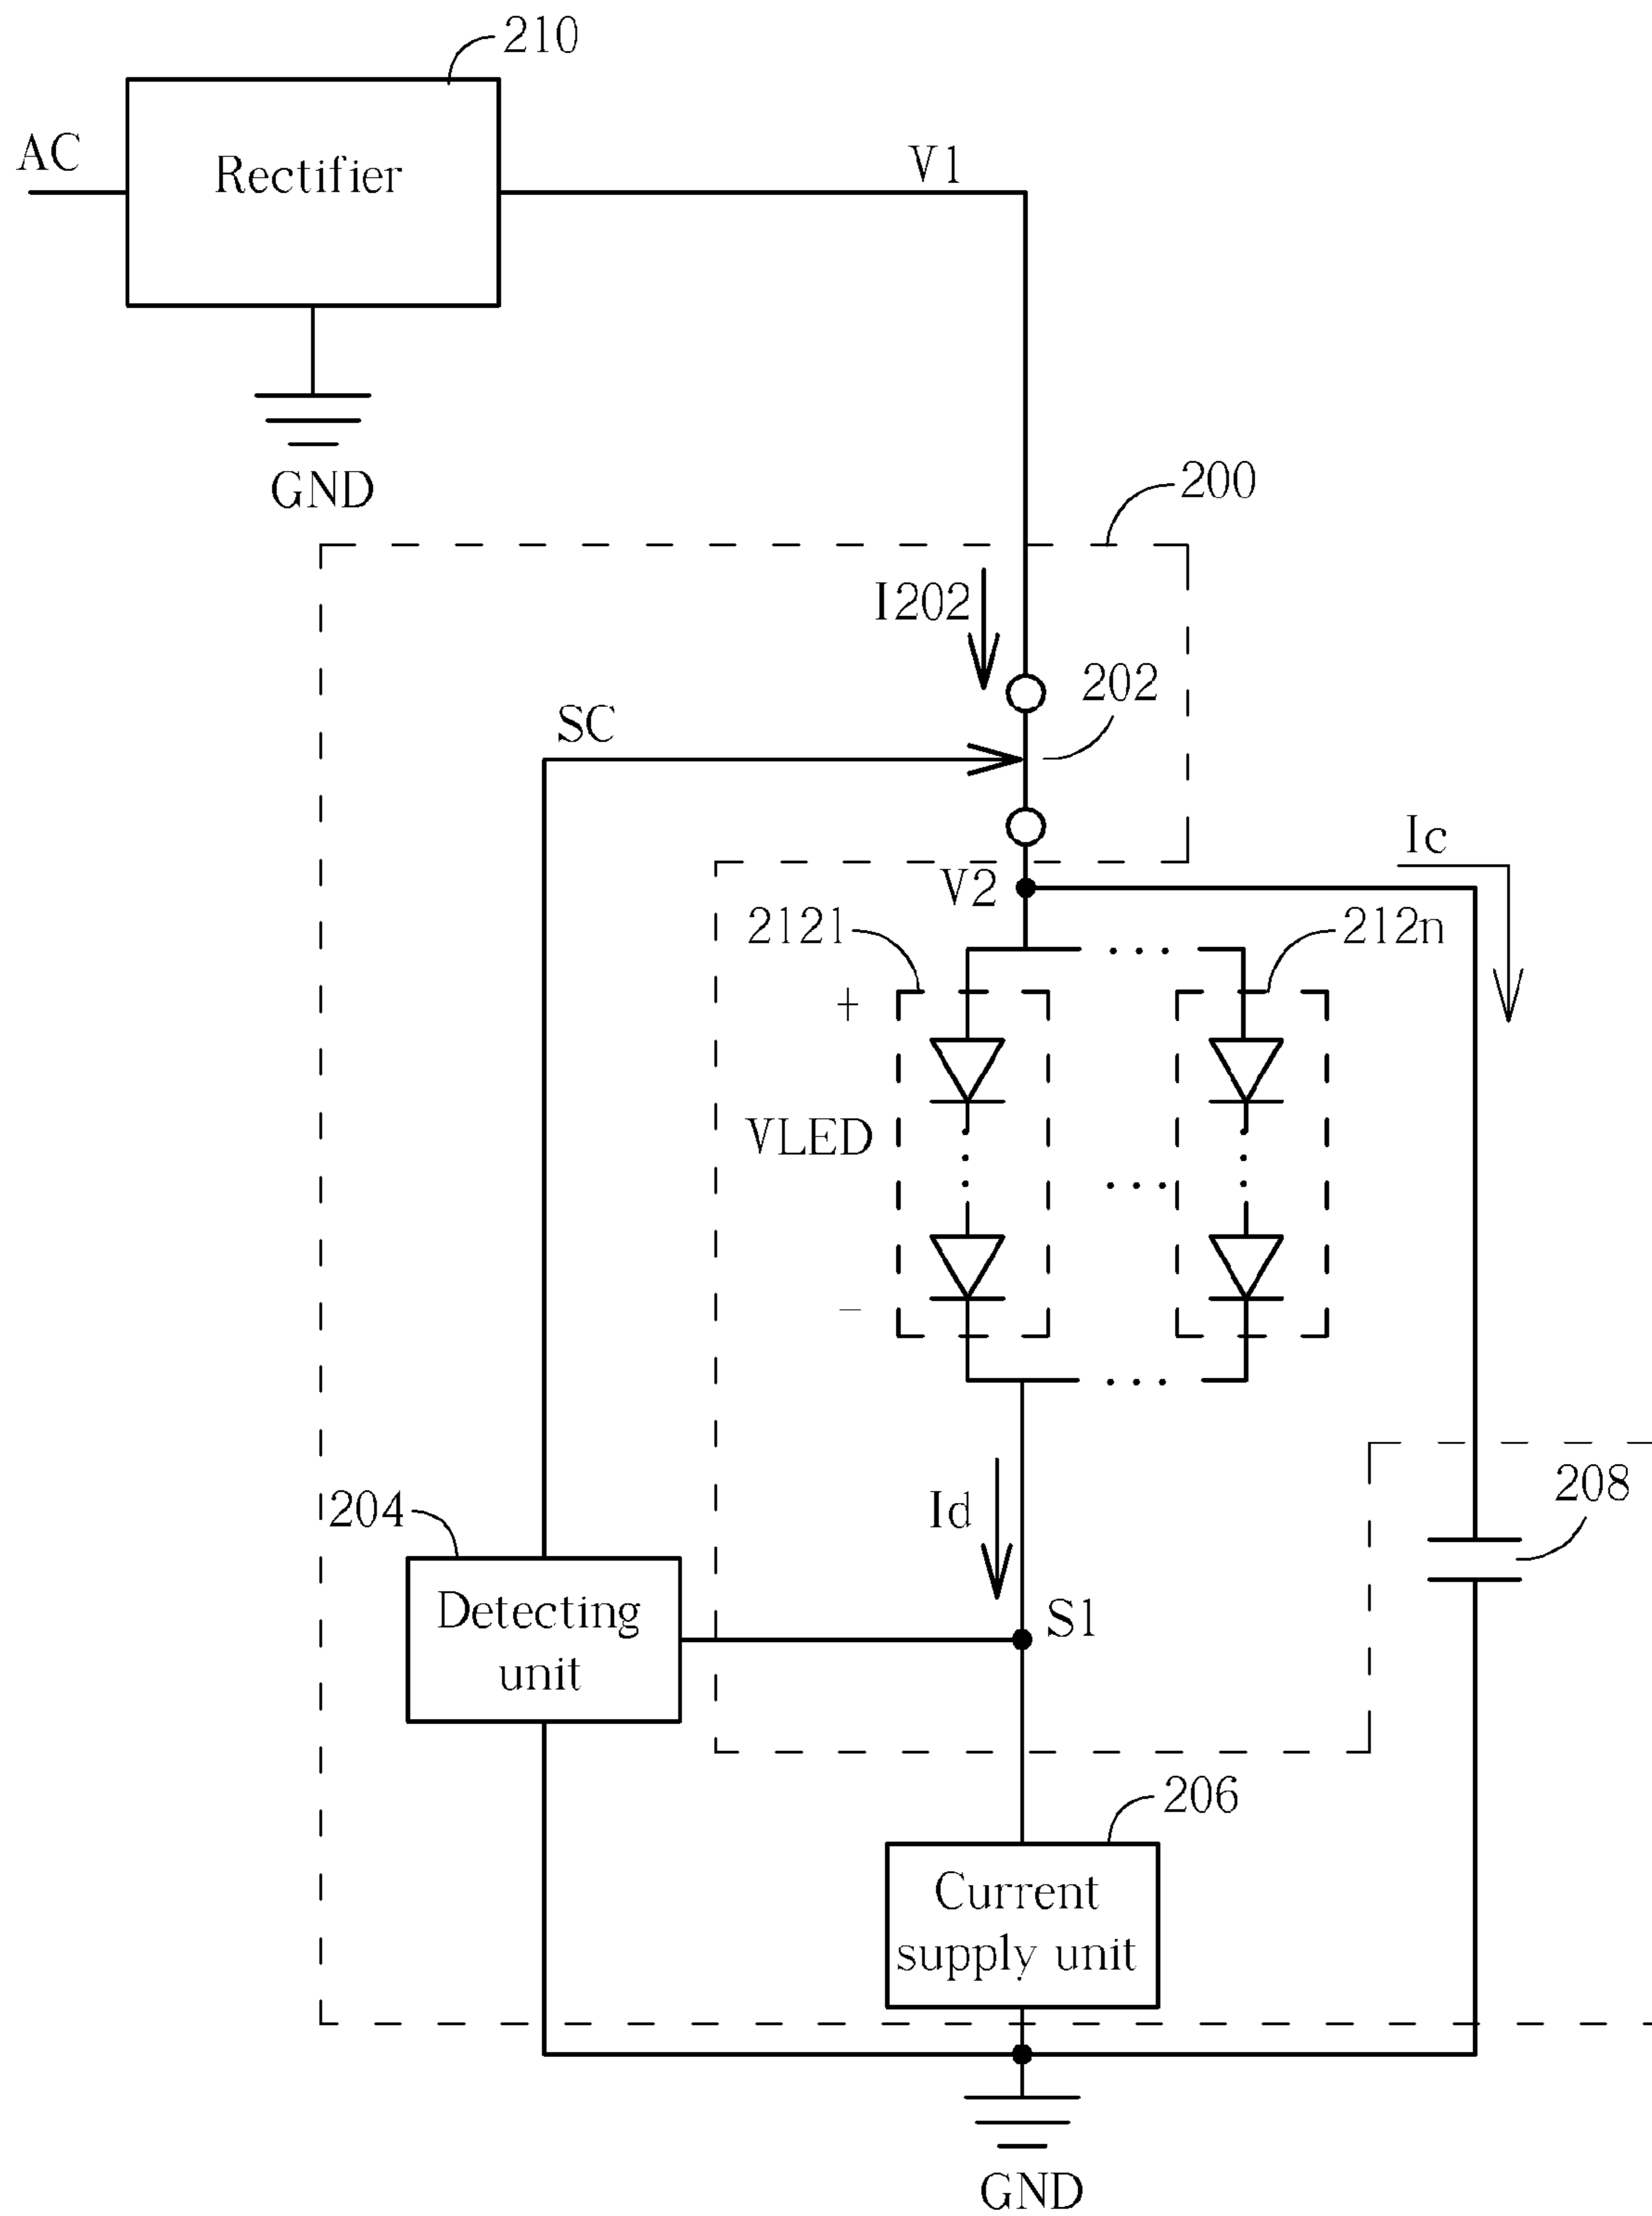 210
AC
Rectifier
V1
GND
200
I202
202
SC
Ic
V2
2121
212n
+
VLED
−
208
204
Id
Detecting
unit
S1
206
Current
supply unit
GND